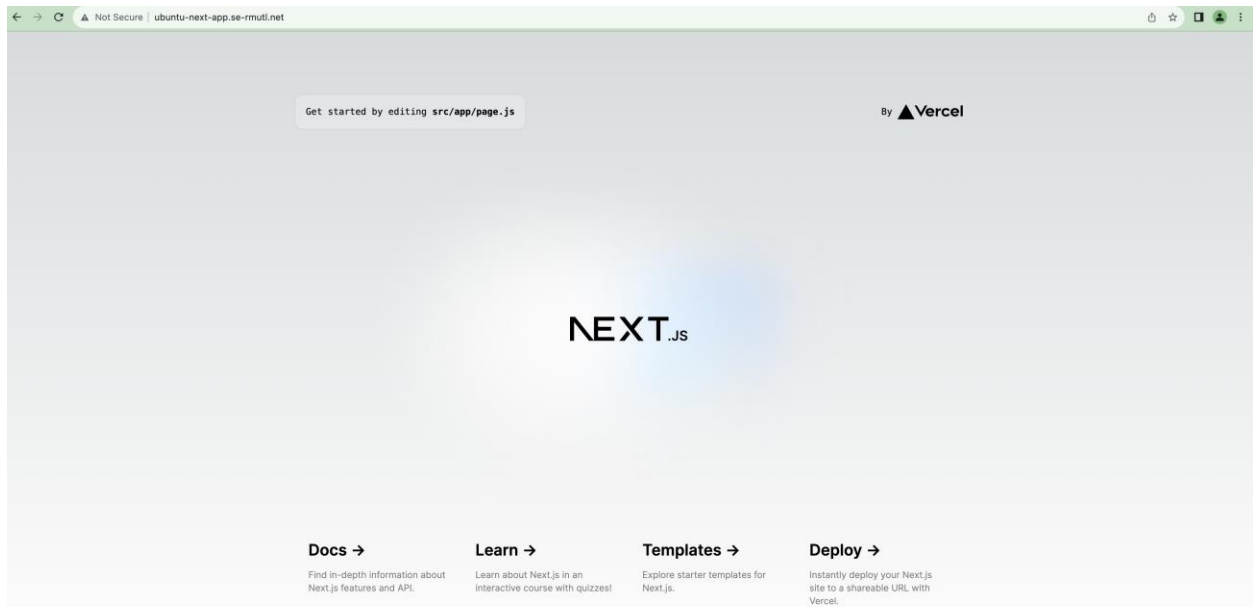 Not Secure | ubuntu-next-app.se-rmutl.net
Get started by editing src/app/page.js
By Vercel
NEXT.JS
Docs ->
Find in-depth information about
Next.js features and API.
Learn ->
Learn about Next.js in an
interactive course with quizzes!
Templates ->
Explore starter templates for
Next.js.
Deploy ->
Instantly deploy your Next.js
site to a shareable URL with
Vercel.